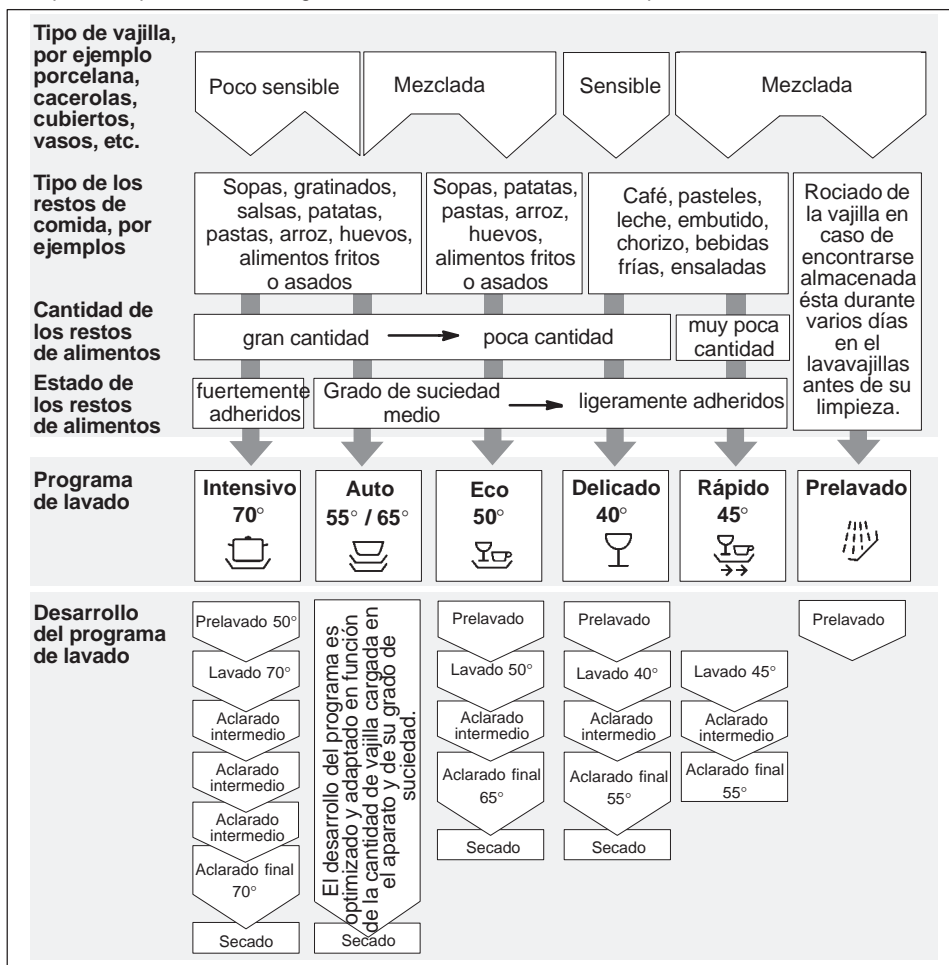 Tipo de vajilla,
por ejemplo
porcelana,
cacerolas,
cubiertos,
vasos, etc.
Poco sensible
Mezclada
Sensible
Mezclada
Tipo de los
restos de
comida, por
ejemplos
Sopas, gratinados,
salsas, patatas,
pastas, arroz, huevos,
alimentos fritos
o asados
Sopas, patatas,
pastas, arroz,
huevos,
alimentos fritos
o asados
Café, pasteles,
leche, embutido,
chorizo, bebidas
frías, ensaladas
Rociado de
la vajilla en
caso de
encontrarse
almacenada
ésta durante
varios días
en el
lavavajillas
antes de su
limpieza.
Cantidad de
los restos
de alimentos
gran cantidad
poca cantidad
muy poca
cantidad
Estado de
los restos
de alimentos
fuertemente
adheridos
Grado de suciedad
medio
ligeramente adheridos
Programa
de lavado
Intensivo
70°
Auto
55° / 65°
Eco
50°
Delicado
40°
Rápido
45°
Prelavado
Desarrollo
del programa
de lavado
Prelavado 50°
Lavado 70°
Aclarado
intermedio
Aclarado
intermedio
Aclarado
intermedio
Aclarado final
70°
Secado
El desarrollo del programa es
optimizado y adaptado en función
de la cantidad de vajilla cargada en
el aparato y de su grado de
suciedad.
Secado
Prelavado
Lavado 50°
Aclarado
intermedio
Aclarado final
65°
Secado
Prelavado
Lavado 40°
Aclarado
intermedio
Aclarado final
55°
Secado
Lavado 45°
Aclarado
intermedio
Aclarado final
55°
Prelavado